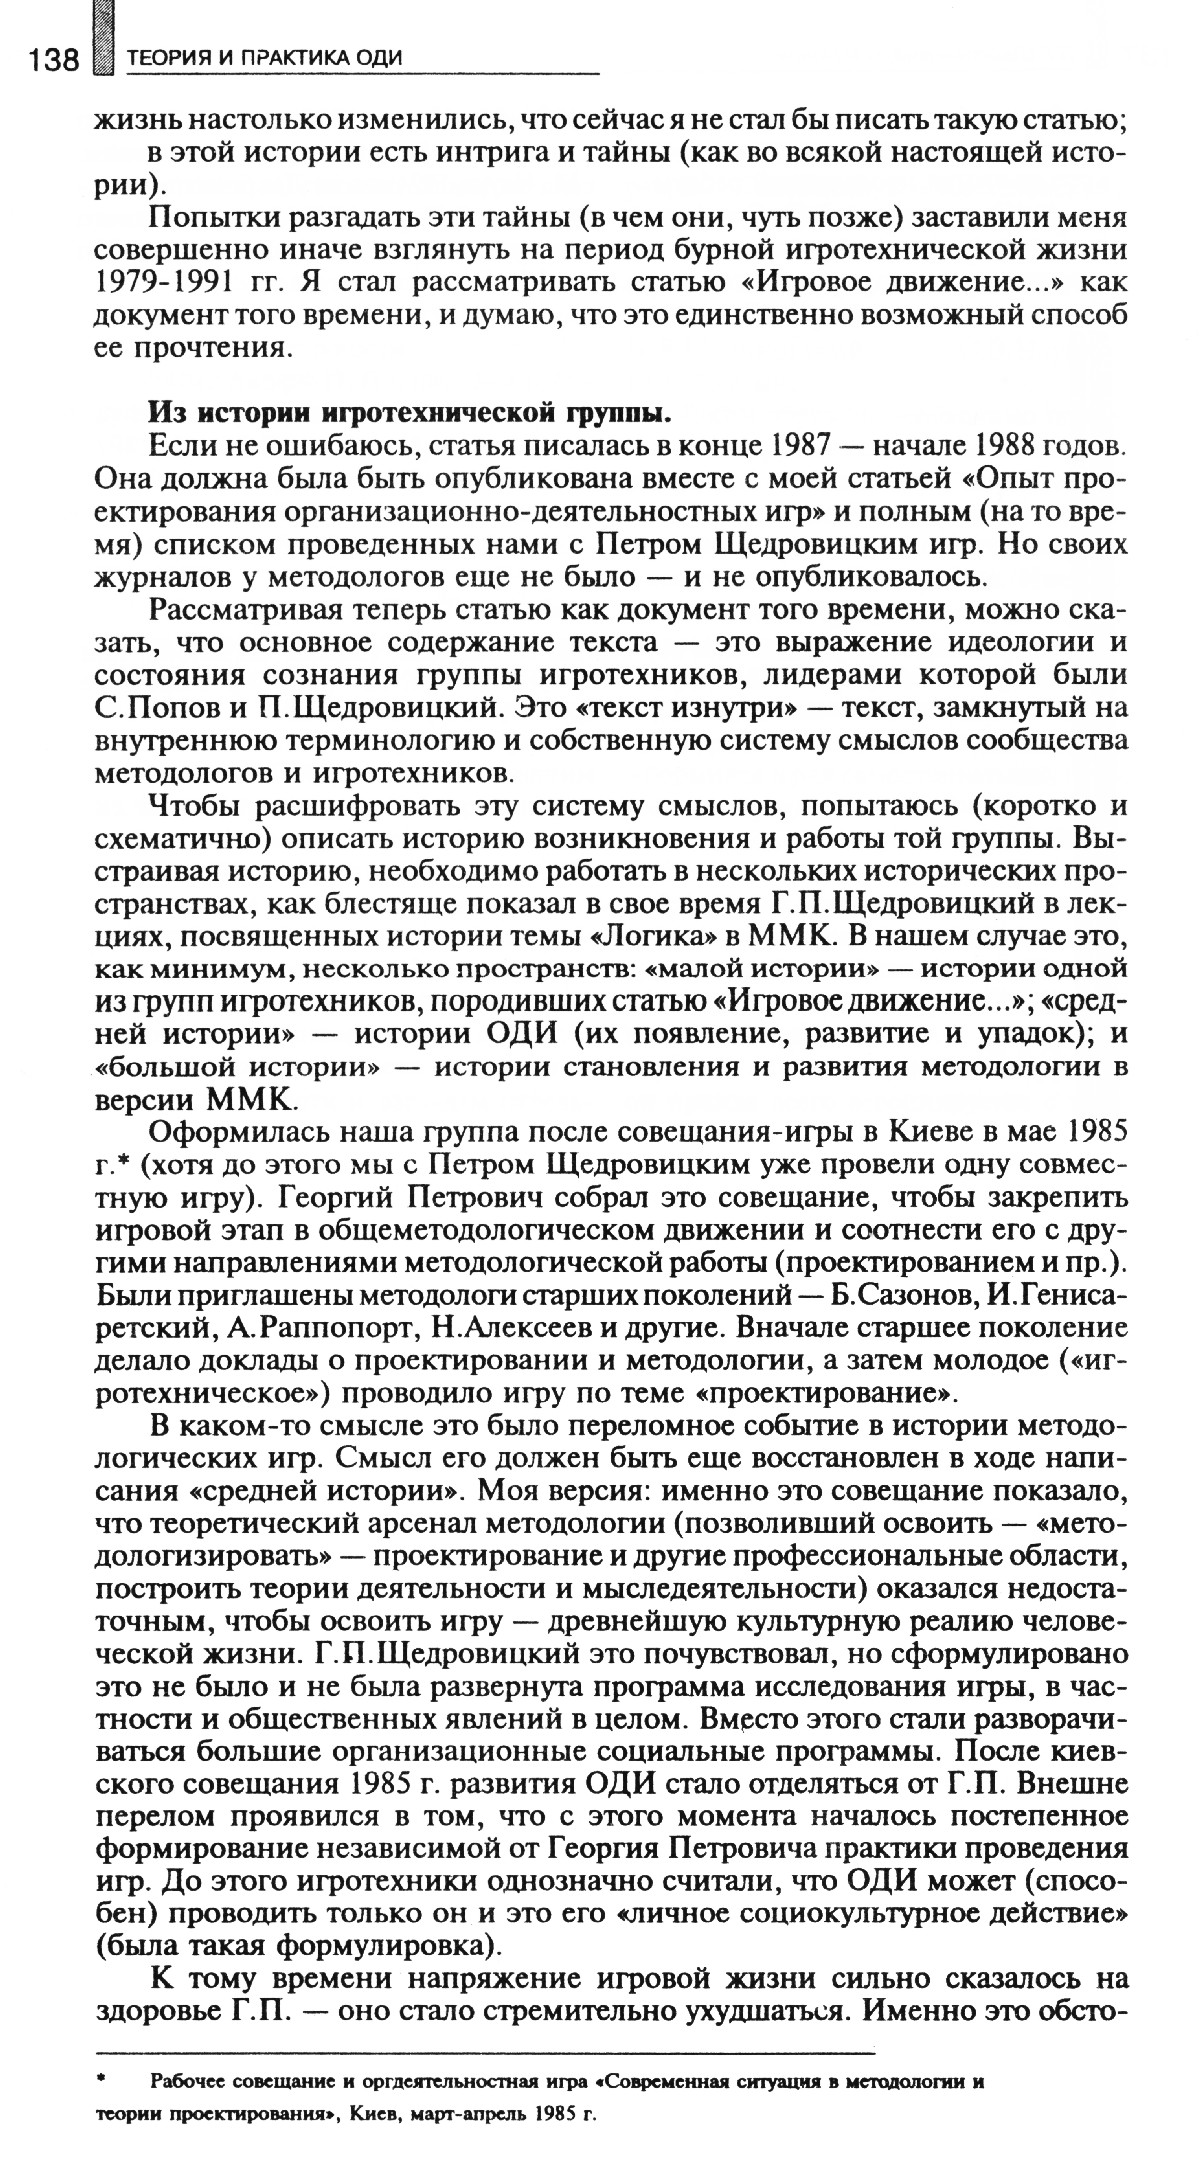 138 ТЕОРИЯ И ПРАКТИКА ОДИ
жизнь настолько изменились, что сейчас я не стал бы писать такую статью;
в этой истории есть интрига и тайны (как во всякой настоящей исто-
рии).
Попытки разгадать эти тайны (в чем они, чуть позже) заставили меня
совершенно иначе взглянуть на период бурной игротехнической жизни
1979-1991 гг. Я стал рассматривать статью «Игровое движение...» как
документ того времени, и думаю, что это единственно возможный способ
ее прочтения.
Из истории игротехнической группы.
Если не ошибаюсь, статья писалась в конце 1987 — начале 1988 годов.
Она должна была быть опубликована вместе с моей статьей «Опыт про-
ектирования организационно-деятельностных игр» и полным (на то вре-
мя) списком проведенных нами с Петром Щедровицким игр. Но своих
журналов у методологов еще не было — и не опубликовалось.
Рассматривая теперь статью как документ того времени, можно ска-
зать, что основное содержание текста — это выражение идеологии и
состояния сознания группы игротехников, лидерами которой были
С.Попов и П.Щедровицкий. Это «текст изнутри» — текст, замкнутый на
внутреннюю терминологию и собственную систему смыслов сообщества
методологов и игротехников.
Чтобы расшифровать эту систему смыслов, попытаюсь (коротко и
схематично) описать историю возникновения и работы той группы. Вы-
страивая историю, необходимо работать в нескольких исторических про-
странствах, как блестяще показал в свое время Г.П.Щедровицкий в лек-
циях, посвященных истории темы «Логика» в ММК. В нашем случае это,
как минимум, несколько пространств: «малой истории» — истории одной
из групп игротехников, породивших статью «Игровое движение...»; «сред-
ней истории» — истории ОДИ (их появление, развитие и упадок); и
«большой истории» — истории становления и развития методологии в
версии ММК.
Оформилась наша группа после совещания-игры в Киеве в мае 1985
г.* (хотя до этого мы с Петром Щедровицким уже провели одну совмес-
тную игру). Георгий Петрович собрал это совещание, чтобы закрепить
игровой этап в общеметодологическом движении и соотнести его с дру-
гими направлениями методологической работы (проектированием и пр.).
Были приглашены методологи старших поколений — Б.Сазонов, И.Гениса-
ретский, А.Раппопорт, Н.Алексеев и другие. Вначале старшее поколение
делало доклады о проектировании и методологии, а затем молодое («иг-
ротехническое») проводило игру по теме «проектирование».
В каком-то смысле это было переломное событие в истории методо-
логических игр. Смысл его должен быть еще восстановлен в ходе напи-
сания «средней истории». Моя версия: именно это совещание показало,
что теоретический арсенал методологии (позволивший освоить — «мето-
дологизировать» — проектирование и другие профессиональные области,
построить теории деятельности и мыследеятельности) оказался недоста-
точным, чтобы освоить игру — древнейшую культурную реалию челове-
ческой жизни. Г.П.Щедровицкий это почувствовал, но сформулировано
это не было и не была развернута программа исследования игры, в час-
тности и общественных явлений в целом. Вместо этого стали разворачи-
ваться большие организационные социальные программы. После киев-
ского совещания 1985 г. развития ОДИ стало отделяться от Г.П. Внешне
перелом проявился в том, что с этого момента началось постепенное
формирование независимой от Георгия Петровича практики проведения
игр. До этого игротехники однозначно считали, что ОДИ может (спосо-
бен) проводить только он и это его «личное социокультурное действие»
(была такая формулировка).
К тому времени напряжение игровой жизни сильно сказалось на
здоровье Г.П. — оно стало стремительно ухудшаться. Именно это обсто-
* Рабочее совещание и оргдеятельностная игра «Современная ситуация в методологии и
теории проектирования», Киев, март-апрель 1985 г.